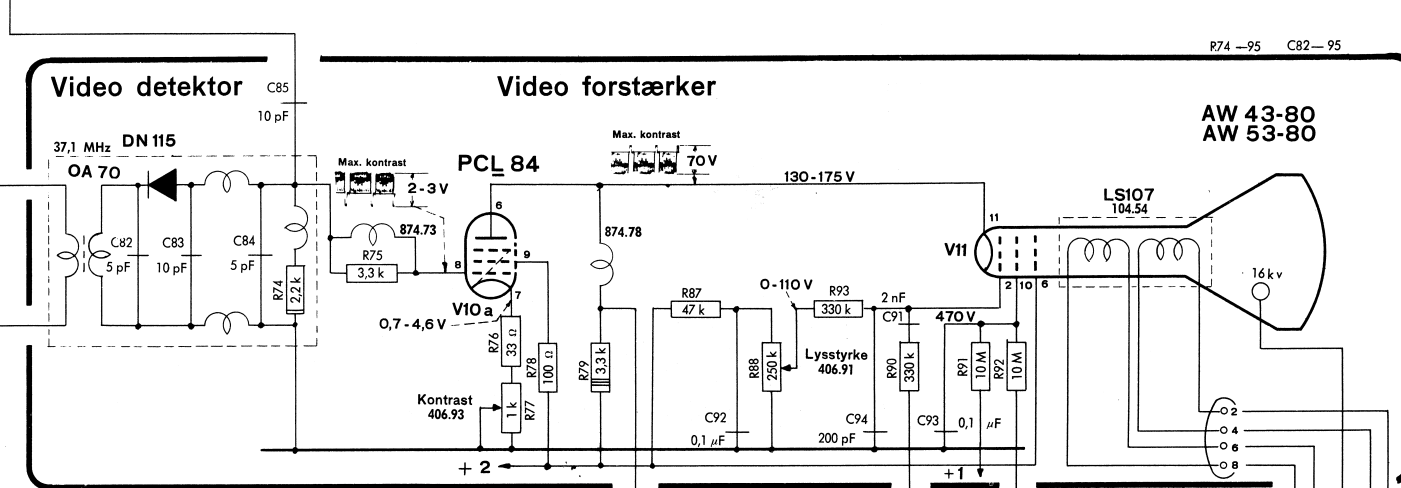 R74 –95 C82– 95
Video detektor
Video forstærker
C85
10 pF
AW 43-80
AW 53-80
37,1 MHz
DN 115
OA 70
Max. kontrast
2-3 V
PCL 84
Max. kontrast
70 V
130-175 V
LS107
104.54
6
11
C82
5 pF
C83
10 pF
C84
5 pF
R74
2,2 k
874.73
R75
3,3 k
8
9
7
V10 a
0,7-4,6 V
874.78
V11
2
10
6
16 kv
R76
33 Ω
R78
100 Ω
R79
3,3 k
R87
47 k
0-110 V
R93
330 k
2 nF
C91
470 V
R88
250 k
Lysstyrke
406.91
R90
330 k
R91
10 M
R92
10 M
Kontrast
406.93
1 k
R77
C92
0,1 µF
C94
200 pF
C93
0,1 µF
2
4
6
8
+ 2
+1